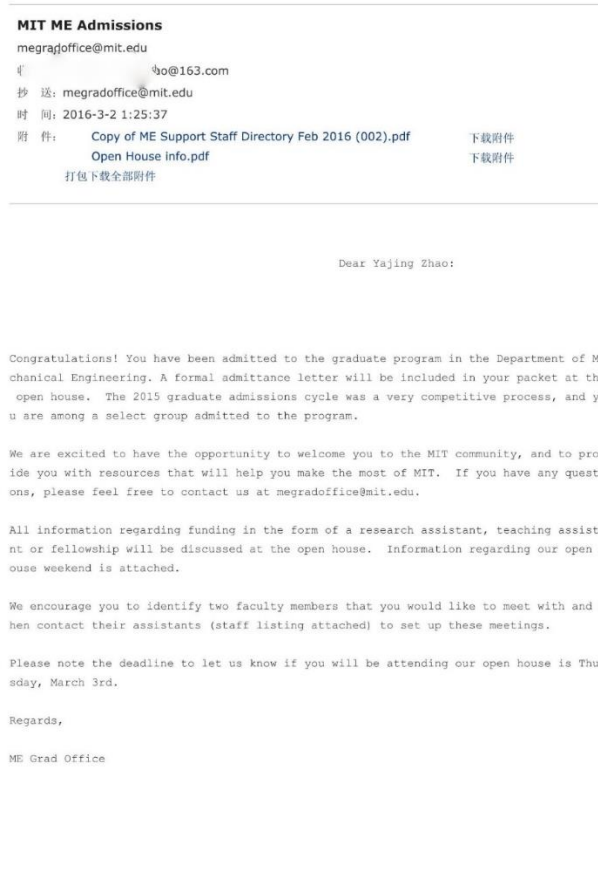 MIT ME Admissions
megradoffice@mit.edu
ao@163.com
抄 送: megradoffice@mit.edu
时 间: 2016-3-2 1:25:37
附 件: Copy of ME Support Staff Directory Feb 2016 (002).pdf 下载附件
Open House info.pdf 下载附件
打包下载全部附件
Dear Yajing Zhao:
Congratulations! You have been admitted to the graduate program in the Department of M
chanical Engineering. A formal admittance letter will be included in your packet at th
open house. The 2015 graduate admissions cycle was a very competitive process, and y
u are among a select group admitted to the program.
We are excited to have the opportunity to welcome you to the MIT community, and to pro
ide you with resources that will help you make the most of MIT. If you have any quest
ons, please feel free to contact us at megradoffice@mit.edu.
All information regarding funding in the form of a research assistant, teaching assist
nt or fellowship will be discussed at the open house. Information regarding our open
ouse weekend is attached.
We encourage you to identify two faculty members that you would like to meet with and
hen contact their assistants (staff listing attached) to set up these meetings.
Please note the deadline to let us know if you will be attending our open house is Thu
sday, March 3rd.
Regards,
ME Grad Office